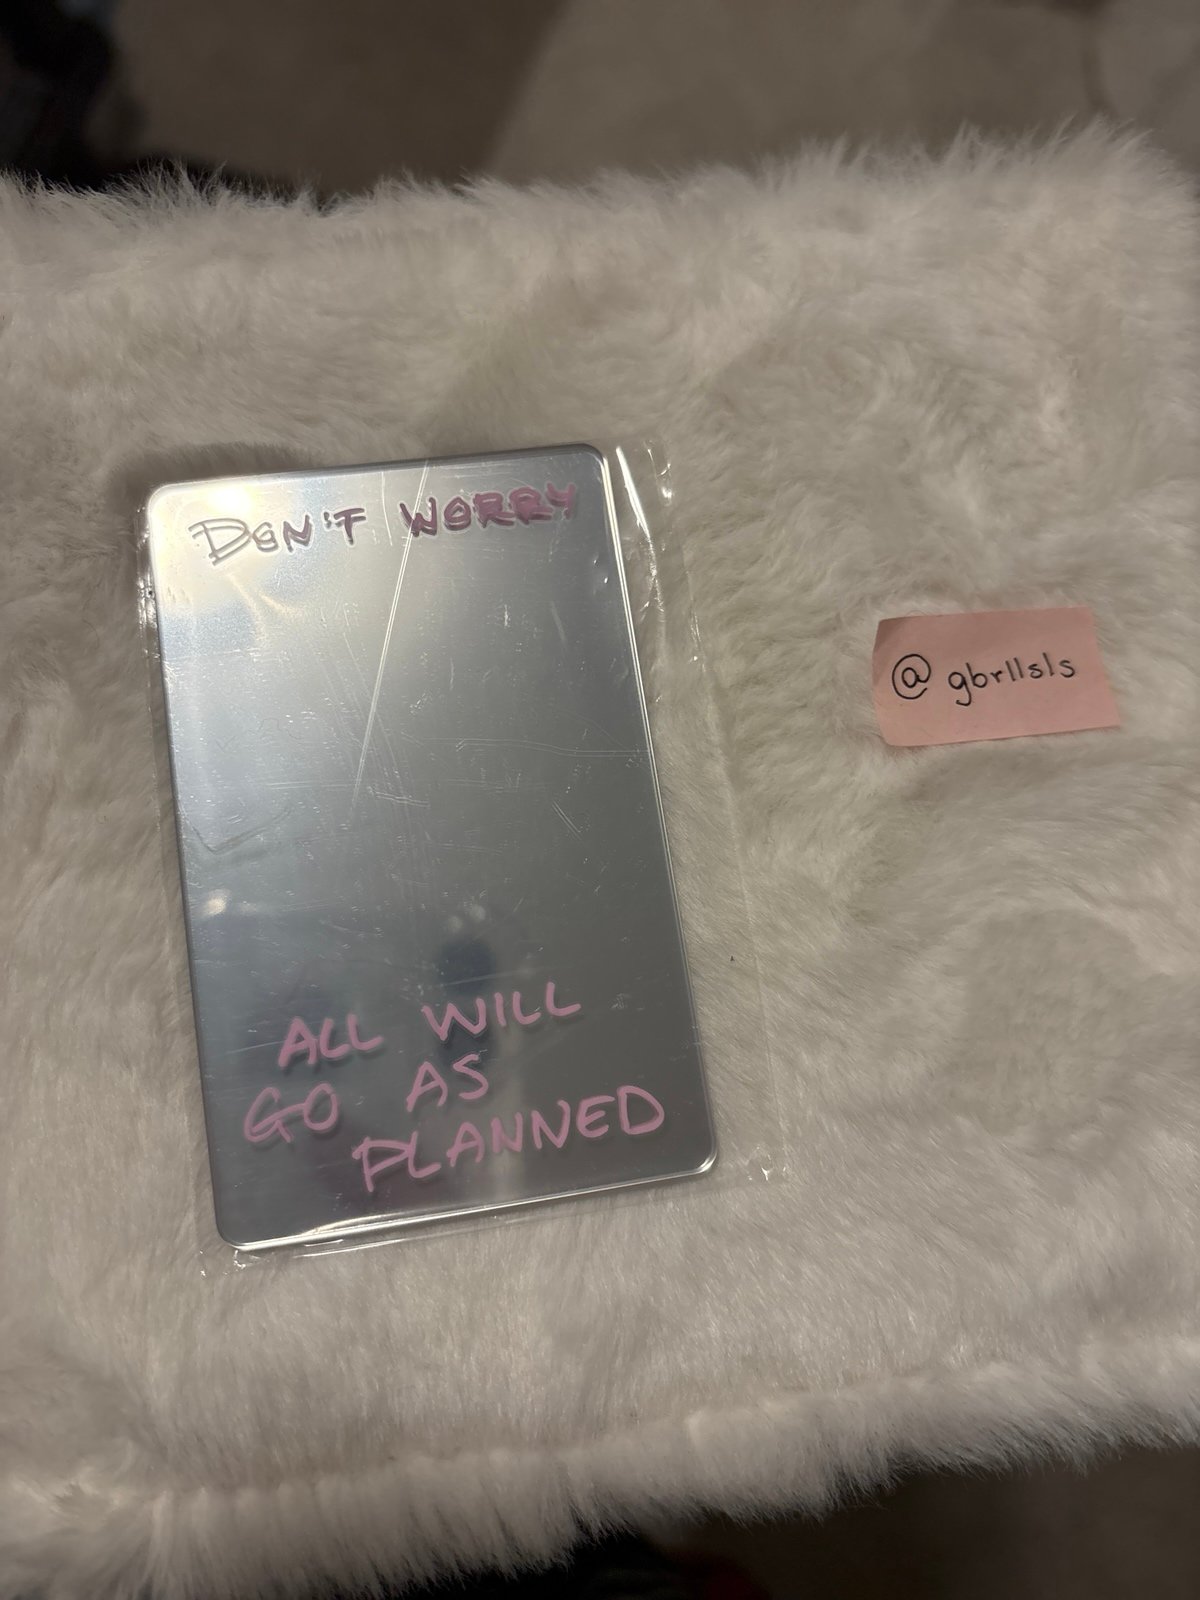 DON'T WORRY
@gbrllsls
ALL WILL
GO AS
PLANNED